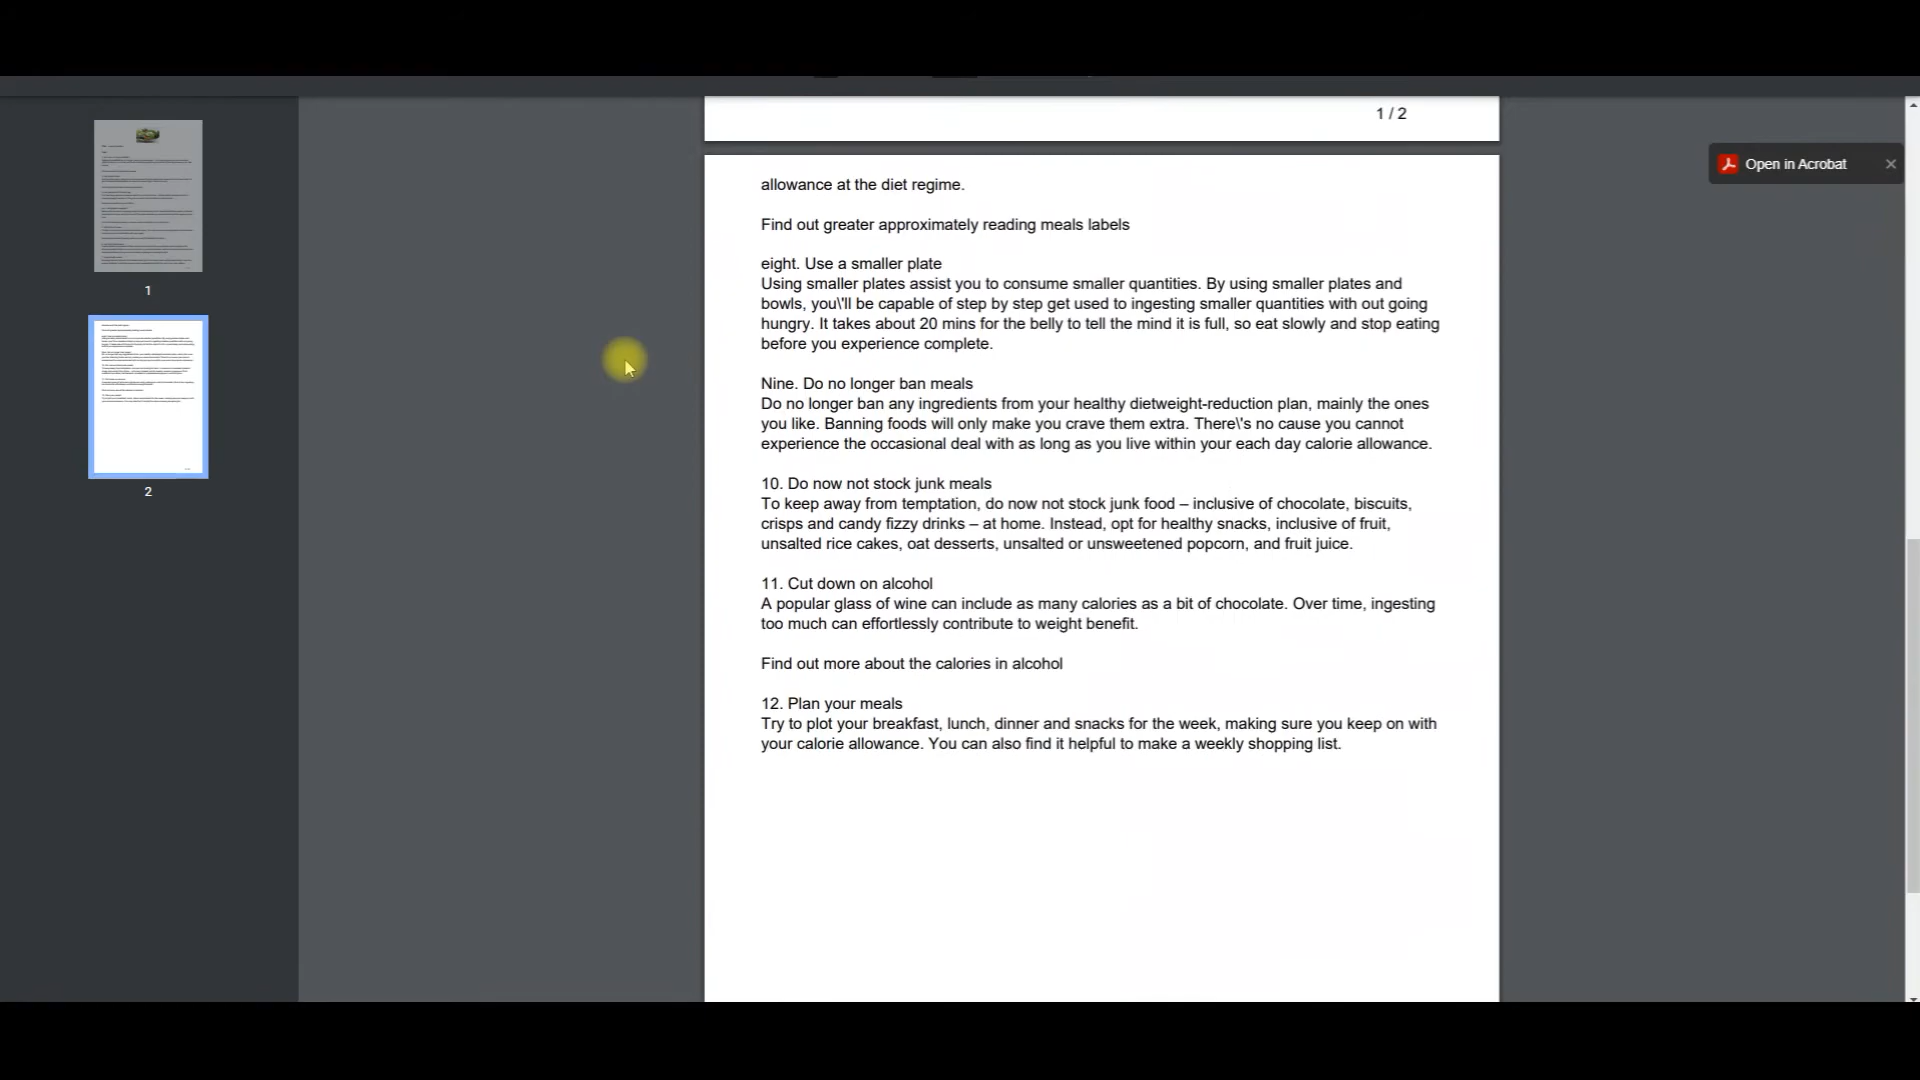 1 / 2
Open in Acrobat
allowance at the diet regime.
Find out greater approximately reading meals labels
eight. Use a smaller plate
Using smaller plates assist you to consume smaller quantities. By using smaller plates and
bowls, you\'ll be capable of step by step get used to ingesting smaller quantities with out going
hungry. It takes about 20 mins for the belly to tell the mind it is full, so eat slowly and stop eating
before you experience complete.
Nine. Do no longer ban meals
Do no longer ban any ingredients from your healthy dietweight-reduction plan, mainly the ones
you like. Banning foods will only make you crave them extra. There\'s no cause you cannot
experience the occasional deal with as long as you live within your each day calorie allowance.
10. Do now not stock junk meals
To keep away from temptation, do now not stock junk food – inclusive of chocolate, biscuits,
crisps and candy fizzy drinks – at home. Instead, opt for healthy snacks, inclusive of fruit,
unsalted rice cakes, oat desserts, unsalted or unsweetened popcorn, and fruit juice.
11. Cut down on alcohol
A popular glass of wine can include as many calories as a bit of chocolate. Over time, ingesting
too much can effortlessly contribute to weight benefit.
Find out more about the calories in alcohol
12. Plan your meals
Try to plot your breakfast, lunch, dinner and snacks for the week, making sure you keep on with
your calorie allowance. You can also find it helpful to make a weekly shopping list.
1
2